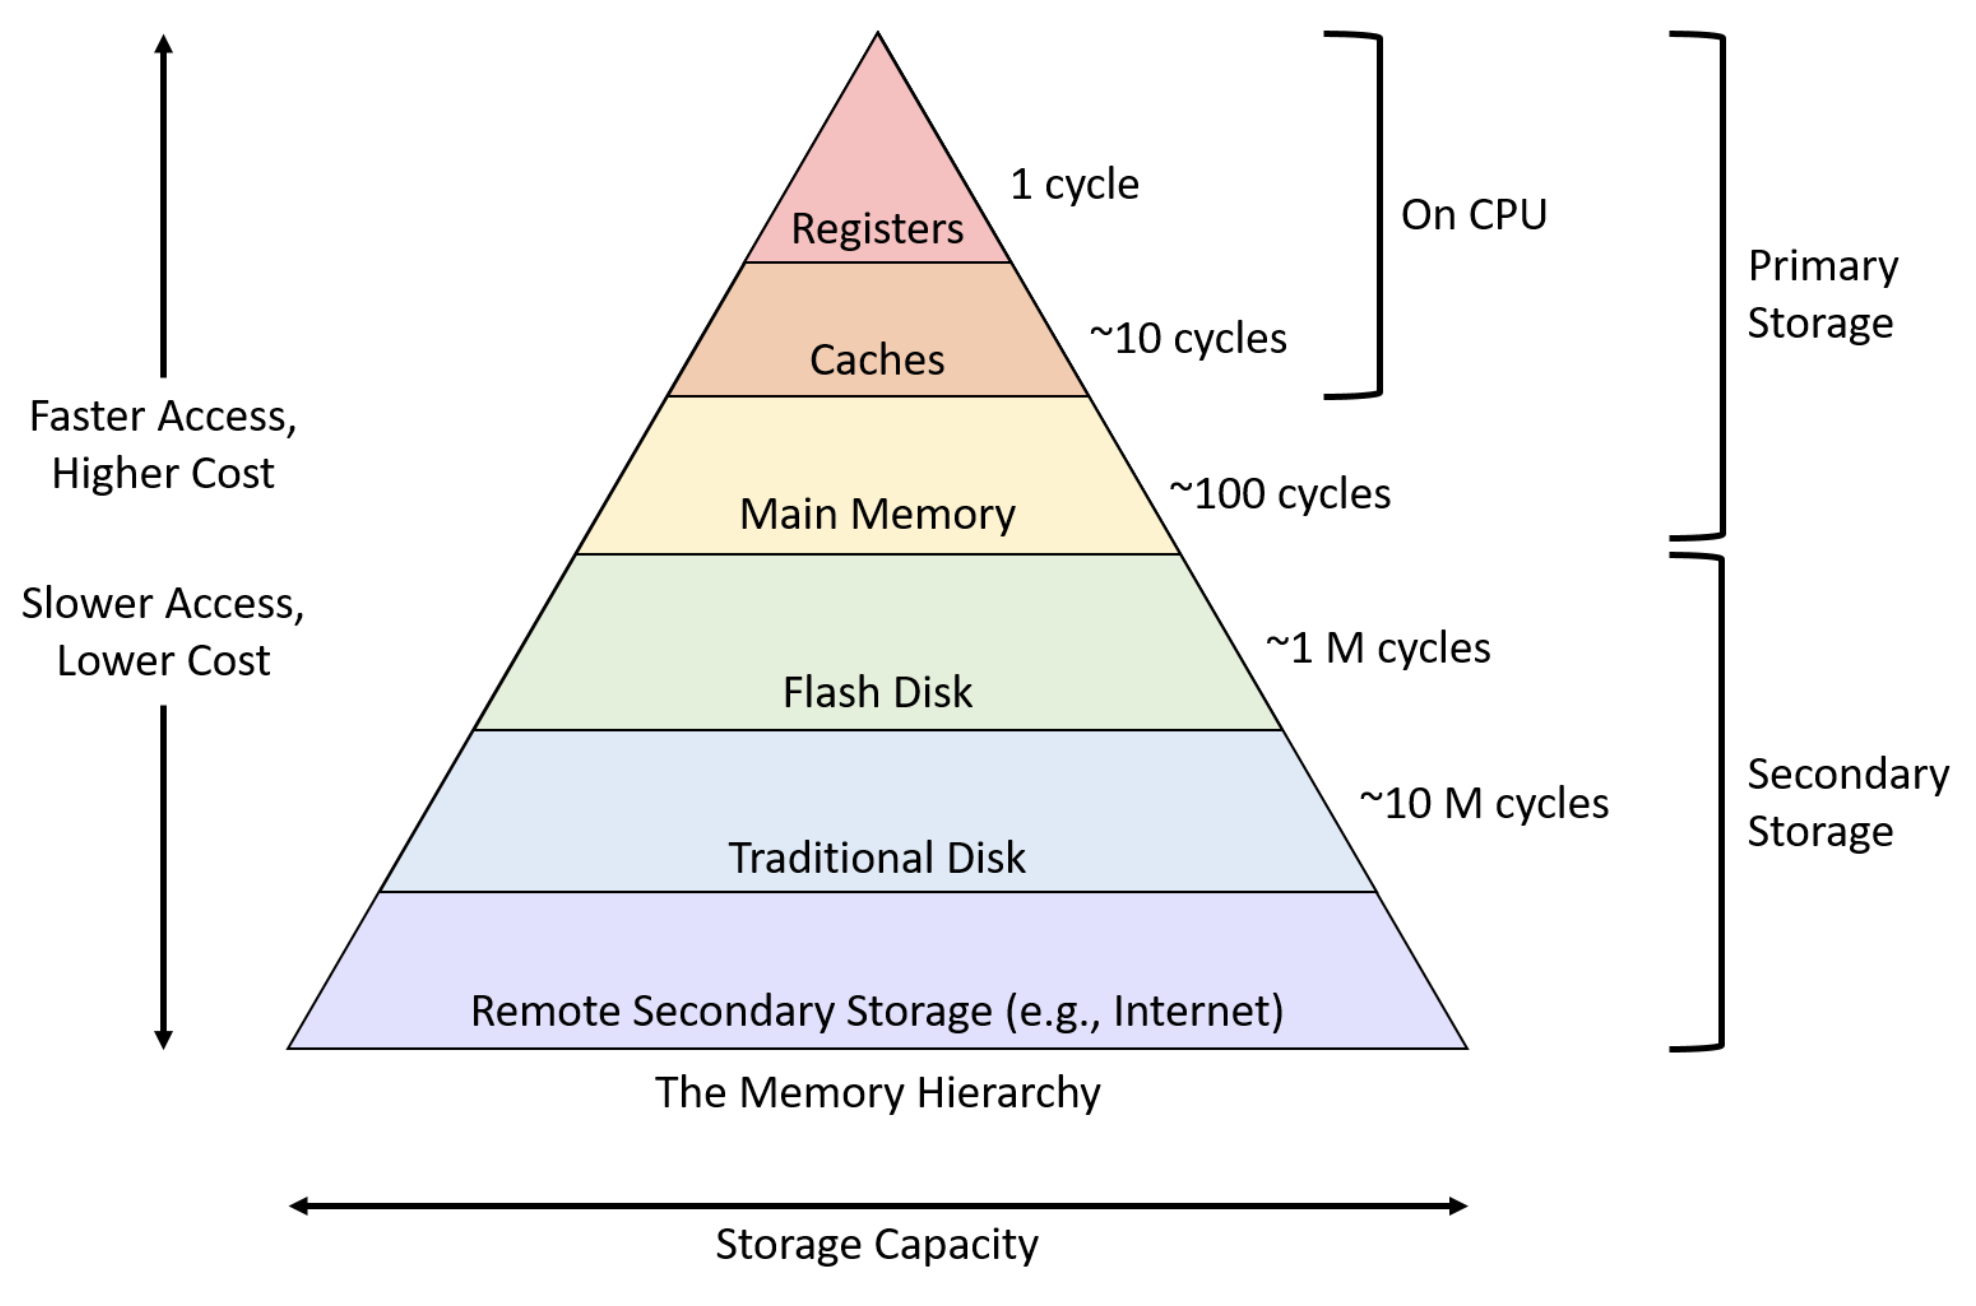 1 cycle
On CPU
Registers
Primary
Storage
~10 cycles
Caches
Faster Access,
Higher Cost
~100 cycles
Main Memory
Slower Access,
Lower Cost
~1 M cycles
Flash Disk
~10 M cycles
Secondary
Storage
Traditional Disk
Remote Secondary Storage (e.g., Internet)
The Memory Hierarchy
Storage Capacity